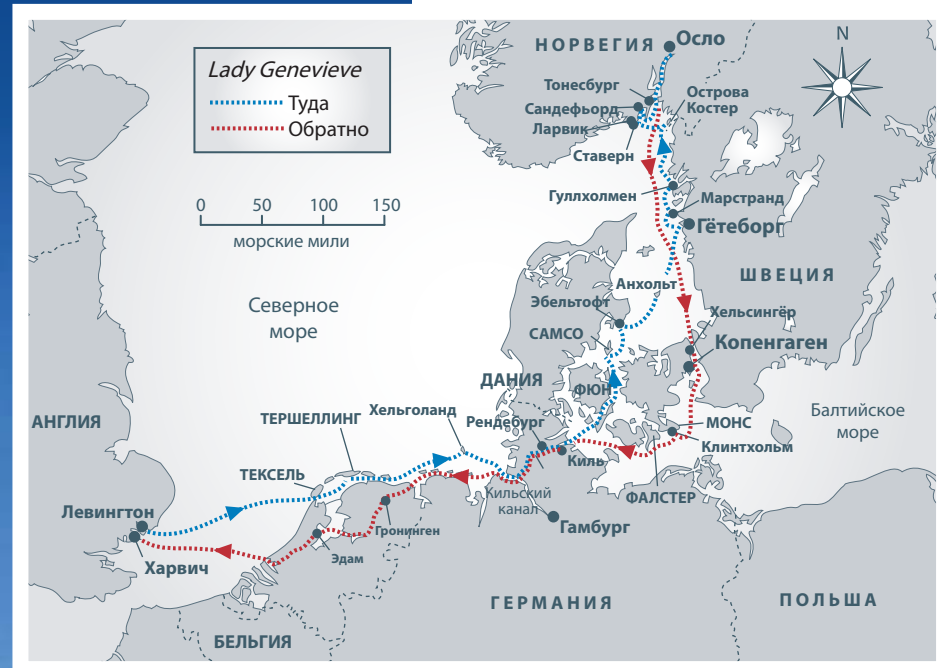 Lady Genevieve
Туда
Обратно
0 50 100 150
морские мили
N
НОРВЕГИЯ
Осло
Тонесбург
Сандефьорд
Ларвик
Ставерн
Острова
Костер
Гуллхолмен
Марстранд
Гётеборг
ШВЕЦИЯ
Анхольт
Эбельтофт
Хельсингёр
САМСО
Копенгаген
Северное
море
ДАНИЯ
ФЮН
Балтийское
море
АНГЛИЯ
ТЕРШЕЛЛИНГ
Хельголанд
Рендебург
МОНС
Клинтхольм
Киль
ТЕКСЕЛЬ
Кильский
канал
ФАЛСТЕР
Левингтон
Гамбург
Гронинген
Эдам
Харвич
ГЕРМАНИЯ
ПОЛЬША
БЕЛЬГИЯ